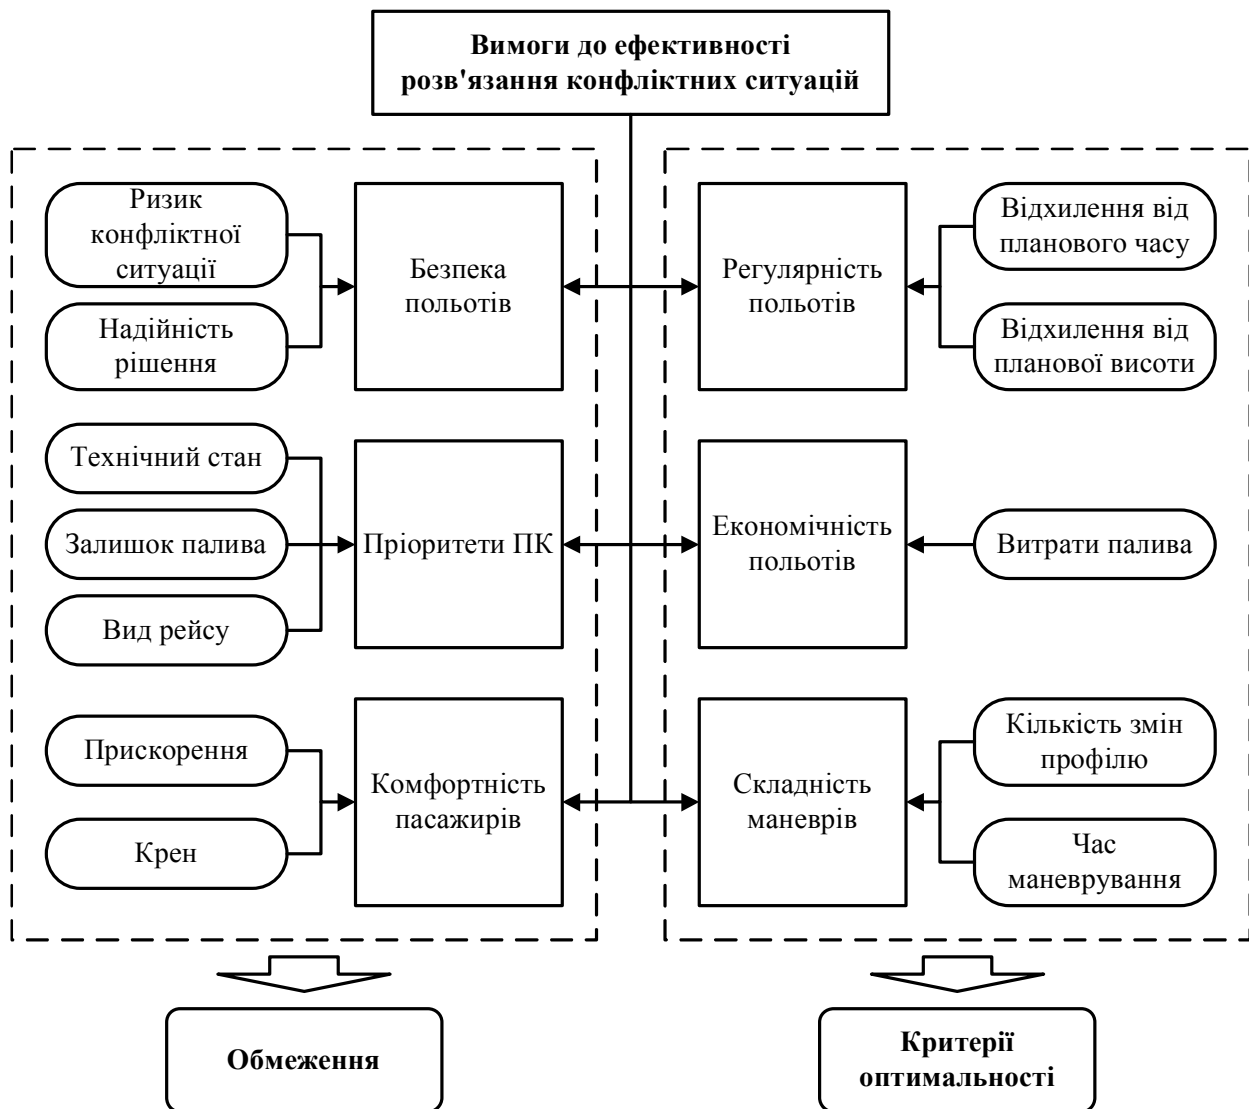 Вимоги до ефективності
розв'язання конфліктних ситуацій
Ризик
конфліктної
ситуації
Надійність
рішення
Безпека
польотів
Регулярність
польотів
Відхилення від
планового часу
Відхилення від
планової висоти
Технічний стан
Залишок палива
Вид рейсу
Пріоритети ПК
Економічність
польотів
Витрати палива
Прискорення
Крен
Комфортність
пасажирів
Складність
маневрів
Кількість змін
профілю
Час
маневрування
Обмеження
Критерії
оптимальності